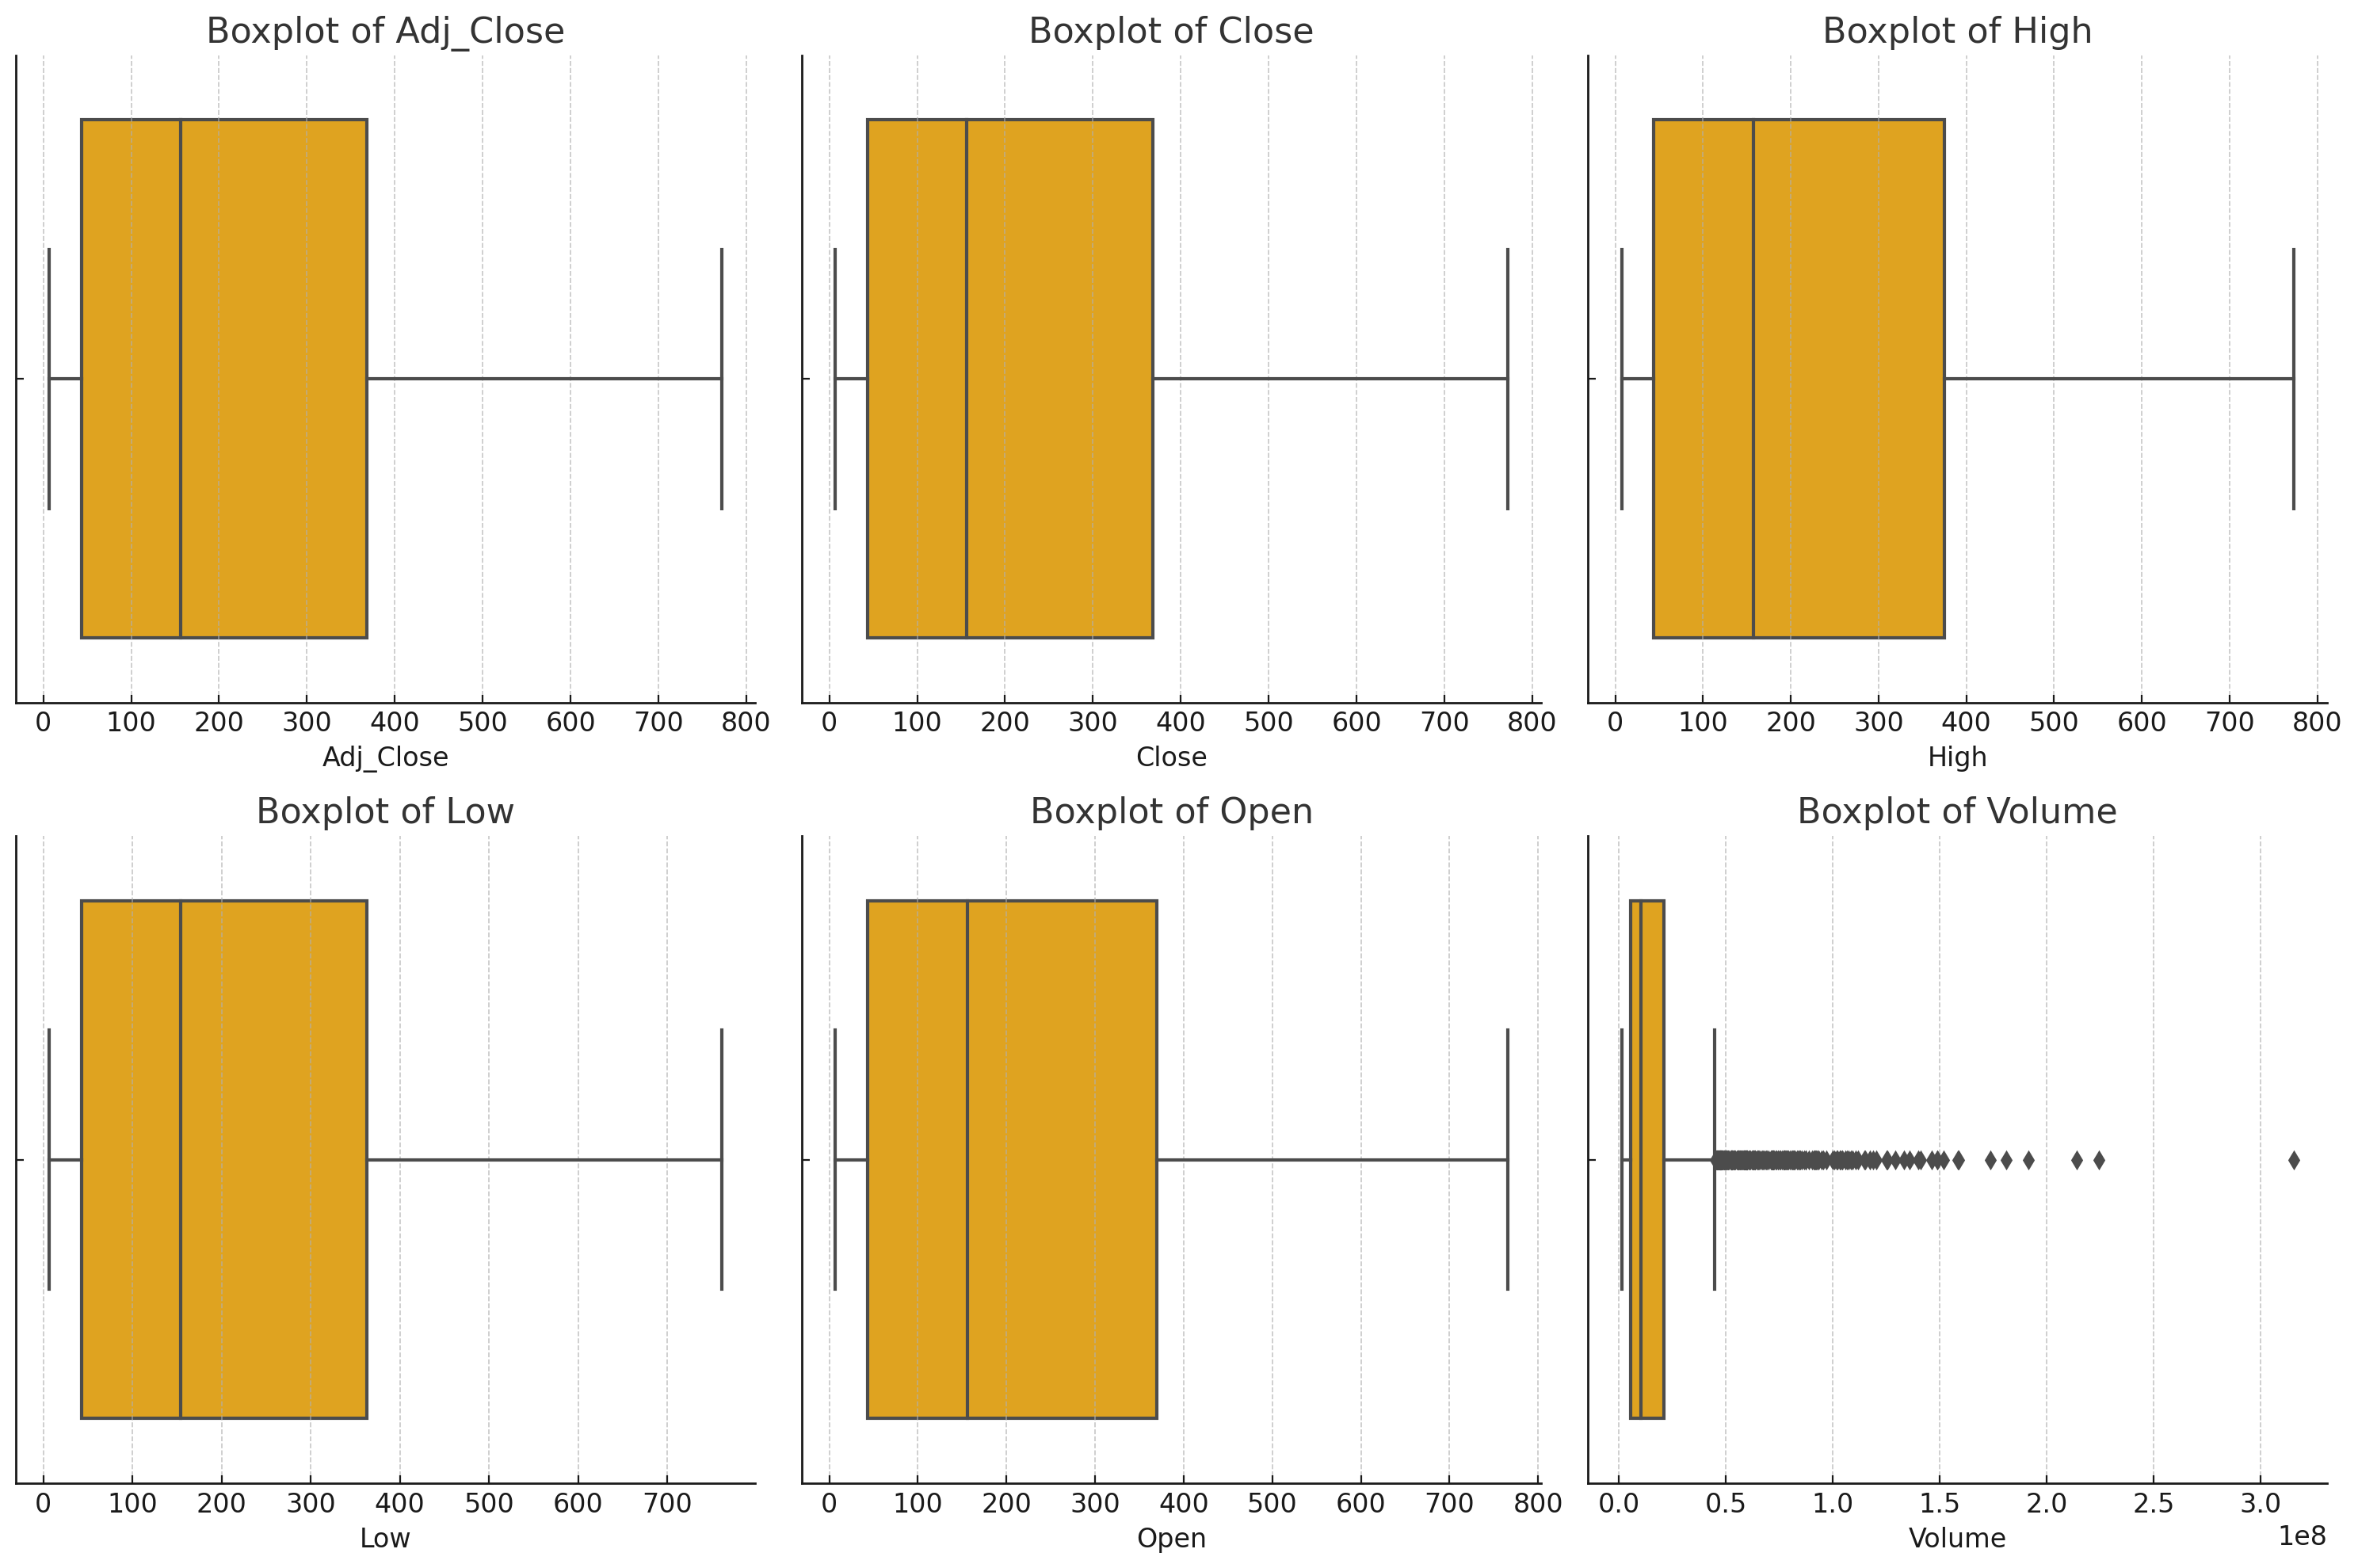 Boxplot of Adj_Close
Boxplot of Close
Boxplot of High
0 100 200 300 400 500 600 700 800
Adj_Close
0 100 200 300 400 500 600 700 800
Close
0 100 200 300 400 500 600 700 800
High
Boxplot of Low
Boxplot of Open
Boxplot of Volume
0 100 200 300 400 500 600 700
Low
0 100 200 300 400 500 600 700 800
Open
0.0 0.5 1.0 1.5 2.0 2.5 3.0
1e8
Volume